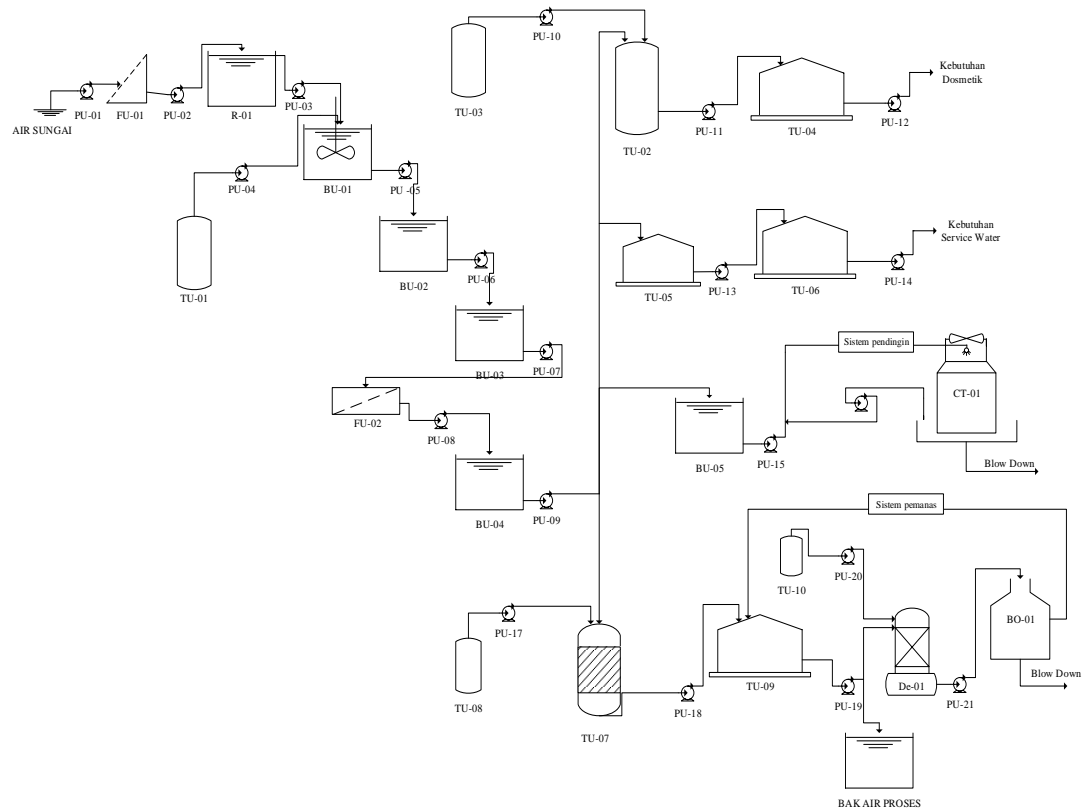 PU-10
TU-03
TU-02
PU-11
TU-04
PU-12
Kebutuhan
Dosmetik
AIR SUNGAI
PU-01
FU-01
PU-02
R-01
PU-03
PU-04
BU-01
PU -05
TU-01
BU-02
PU-06
BU-03
PU-07
FU-02
PU-08
BU-04
PU-09
TU-05
PU-13
TU-06
PU-14
Kebutuhan
Service Water
Sistem pendingin
CT-01
BU-05
PU-15
Blow Down
Sistem pemanas
TU-10
PU-20
BO-01
Blow Down
PU-17
TU-08
TU-07
PU-18
TU-09
PU-19
De-01
PU-21
BAK AIR PROSES